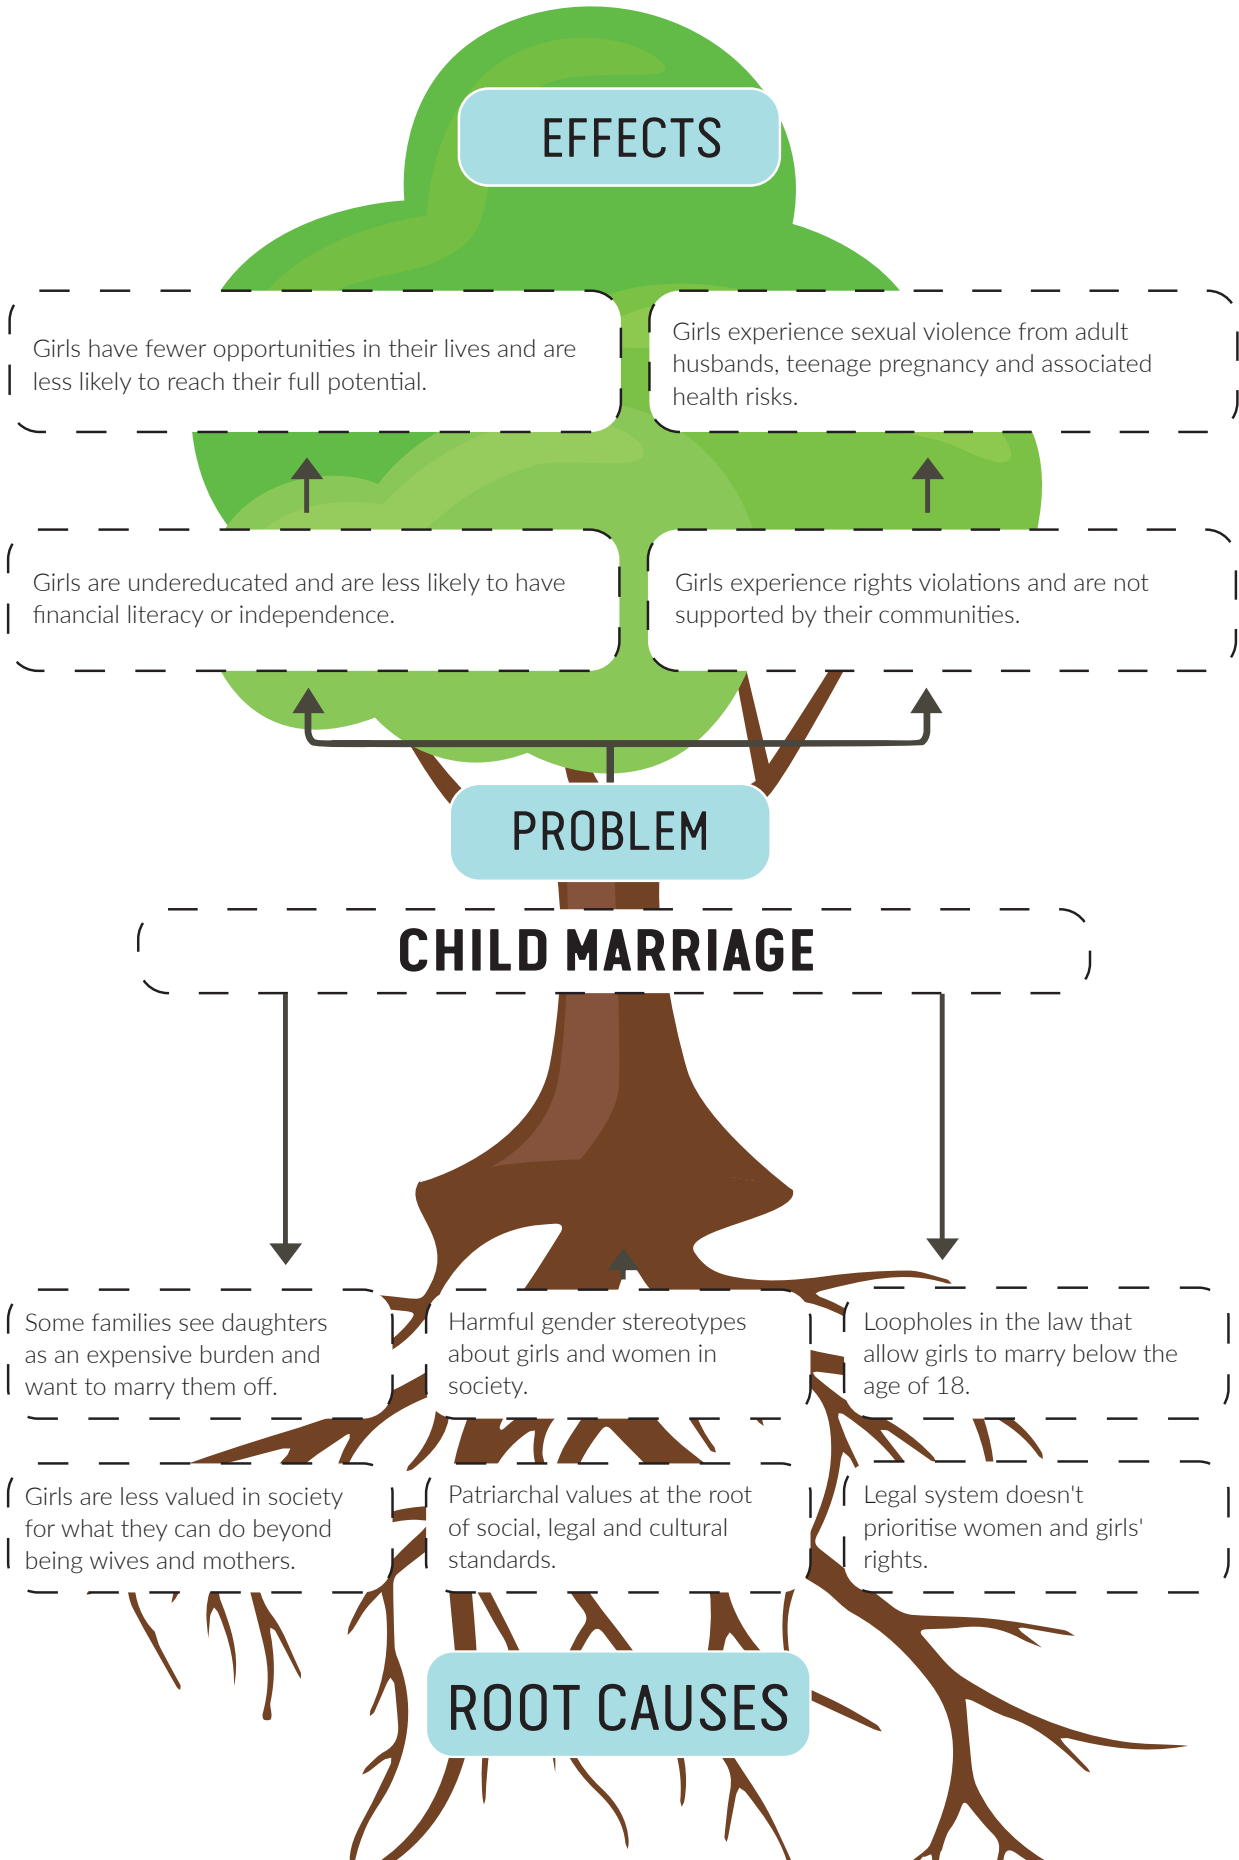 EFFECTS
Girls have fewer opportunities in their lives and are
less likely to reach their full potential.
Girls experience sexual violence from adult
husbands, teenage pregnancy and associated
health risks.
Girls are undereducated and are less likely to have
financial literacy or independence.
Girls experience rights violations and are not
supported by their communities.
PROBLEM
CHILD MARRIAGE
Some families see daughters
as an expensive burden and
want to marry them off.
Harmful gender stereotypes
about girls and women in
society.
Loopholes in the law that
allow girls to marry below the
age of 18.
Girls are less valued in society
for what they can do beyond
being wives and mothers.
Patriarchal values at the root
of social, legal and cultural
standards.
Legal system doesn't
prioritise women and girls'
rights.
ROOT CAUSES